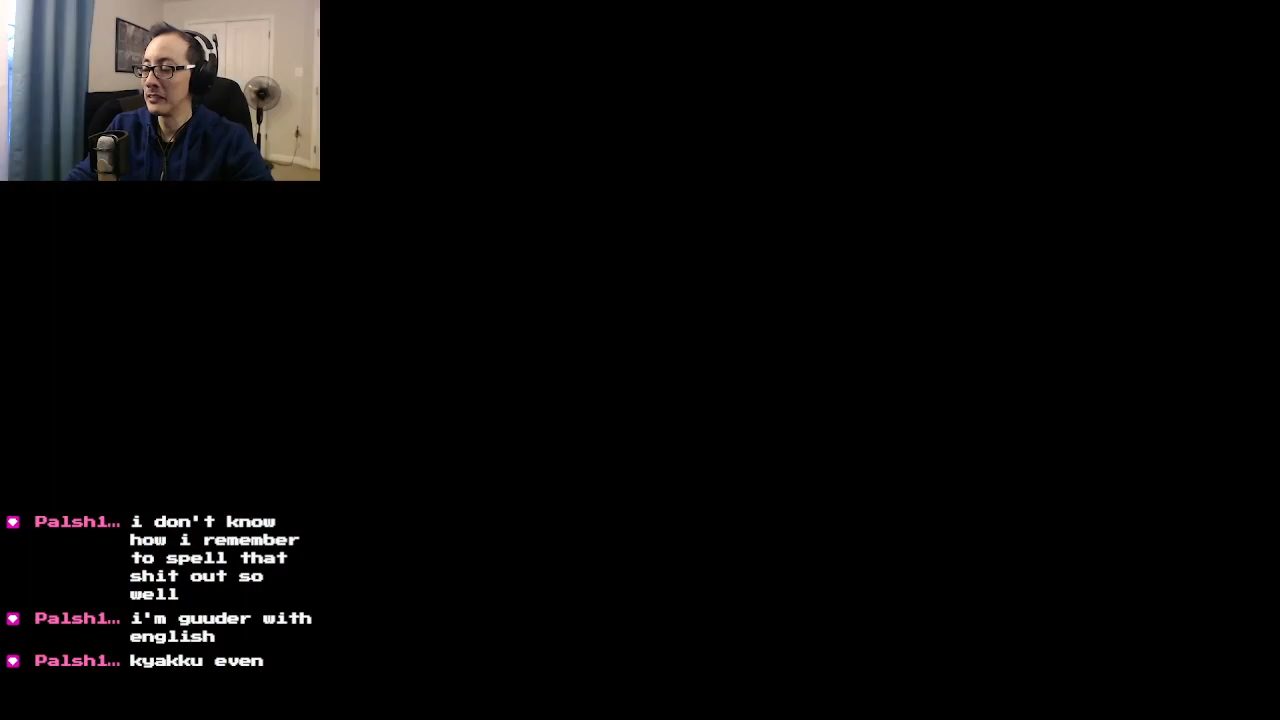 Palsh1... i don't know
how i remember
to spell that
shit out so
well
Palsh1... i'm guuder with
english
Palsh1... kyakku even